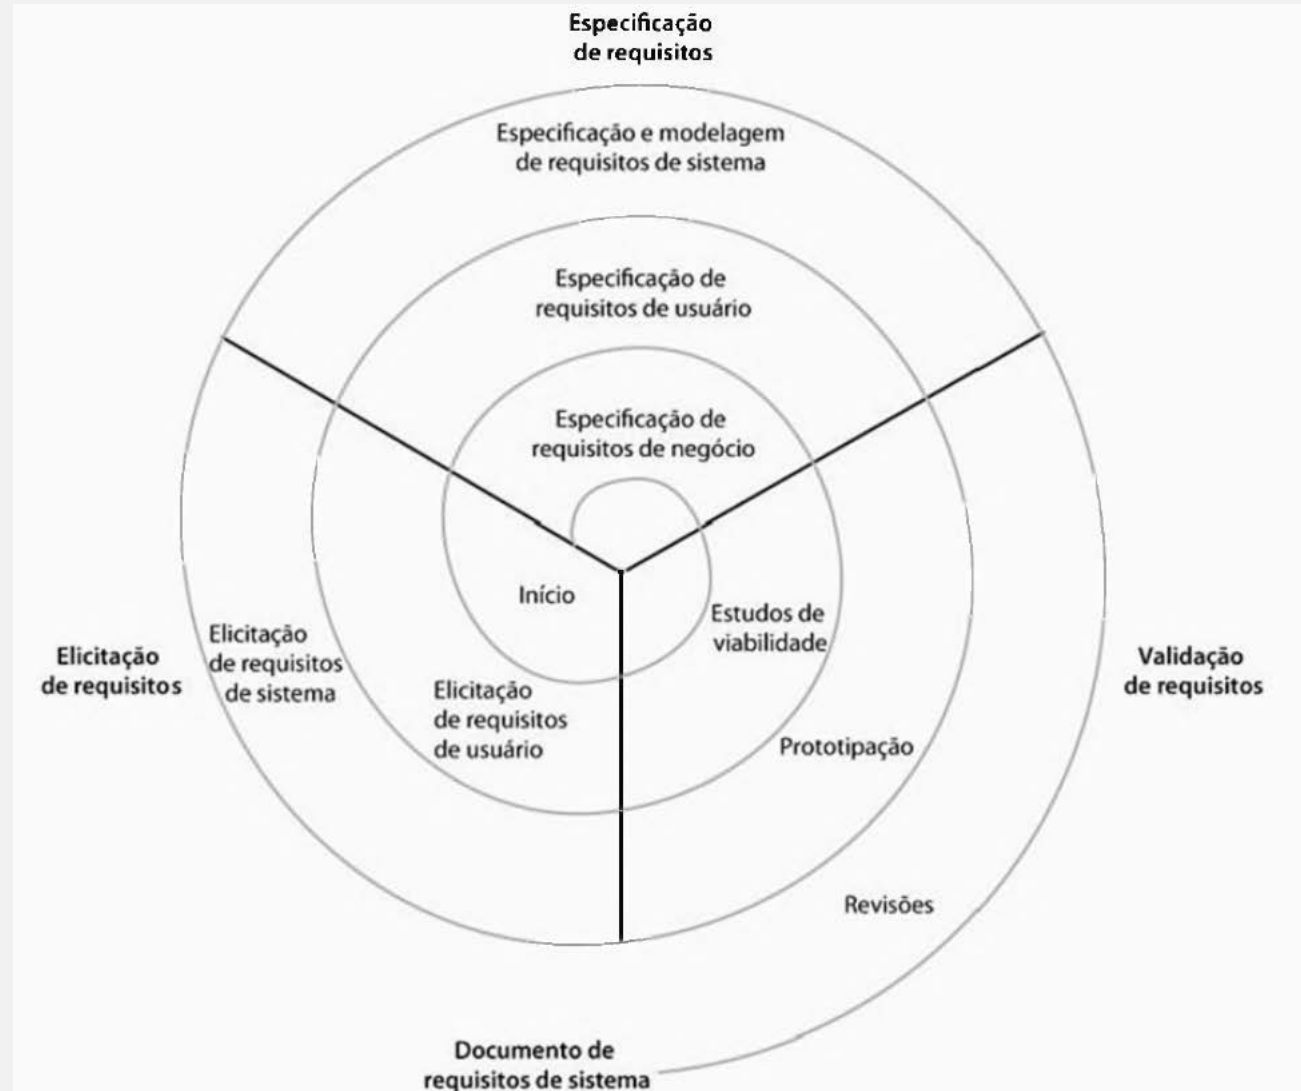 Especificação
de requisitos
Especificação e modelagem
de requisitos de sistema
Especificação de
requisitos de usuário
Especificação de
requisitos de negócio
Início
Estudos de
viabilidade
Elicitação
de requisitos
Elicitação
de requisitos
de sistema
Elicitação
de requisitos
de usuário
Validação
de requisitos
Prototipação
Revisões
Documento de
requisitos de sistema